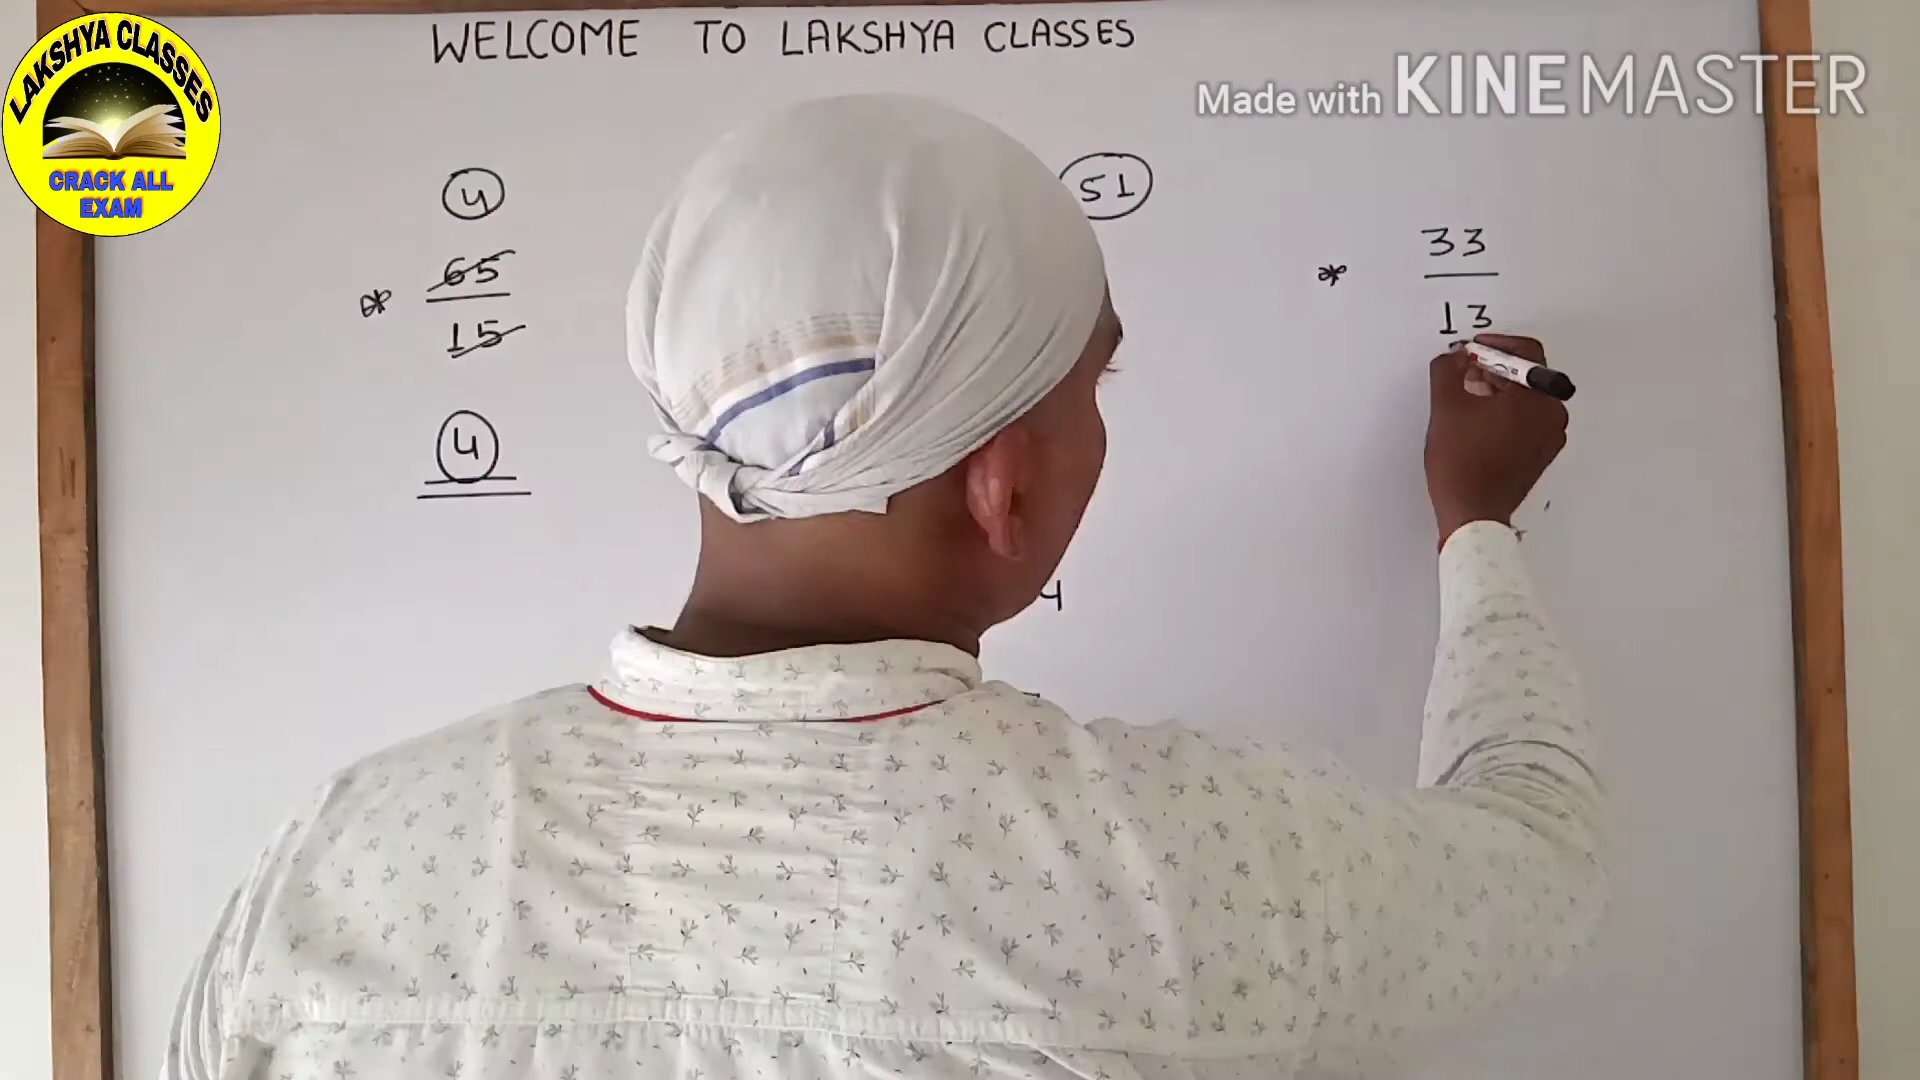 WELCOME TO LAKSHYA CLASSES
LAKSHYA CLASSES
CRACK ALL
EXAM
Made with KINEMASTER
4
65
* ―
15
4
51
33
* ―
13
4